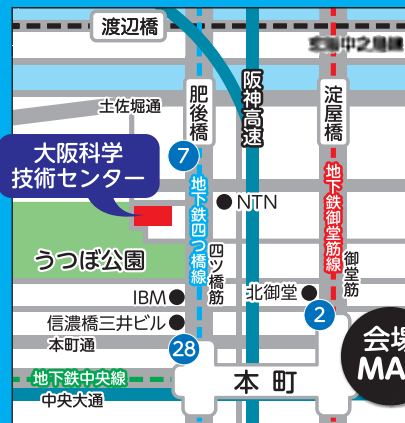 渡辺橋
土佐堀通
肥後橋
阪神高速
淀屋橋
大阪科学
技術センター
7
地下鉄四つ橋線
NTN
地下鉄御堂筋線
うつぼ公園
四ツ橋筋
御堂筋
IBM
北御堂
信濃橋三井ビル
2
本町通
28
会場
MA
地下鉄中央線
本町
中央大通